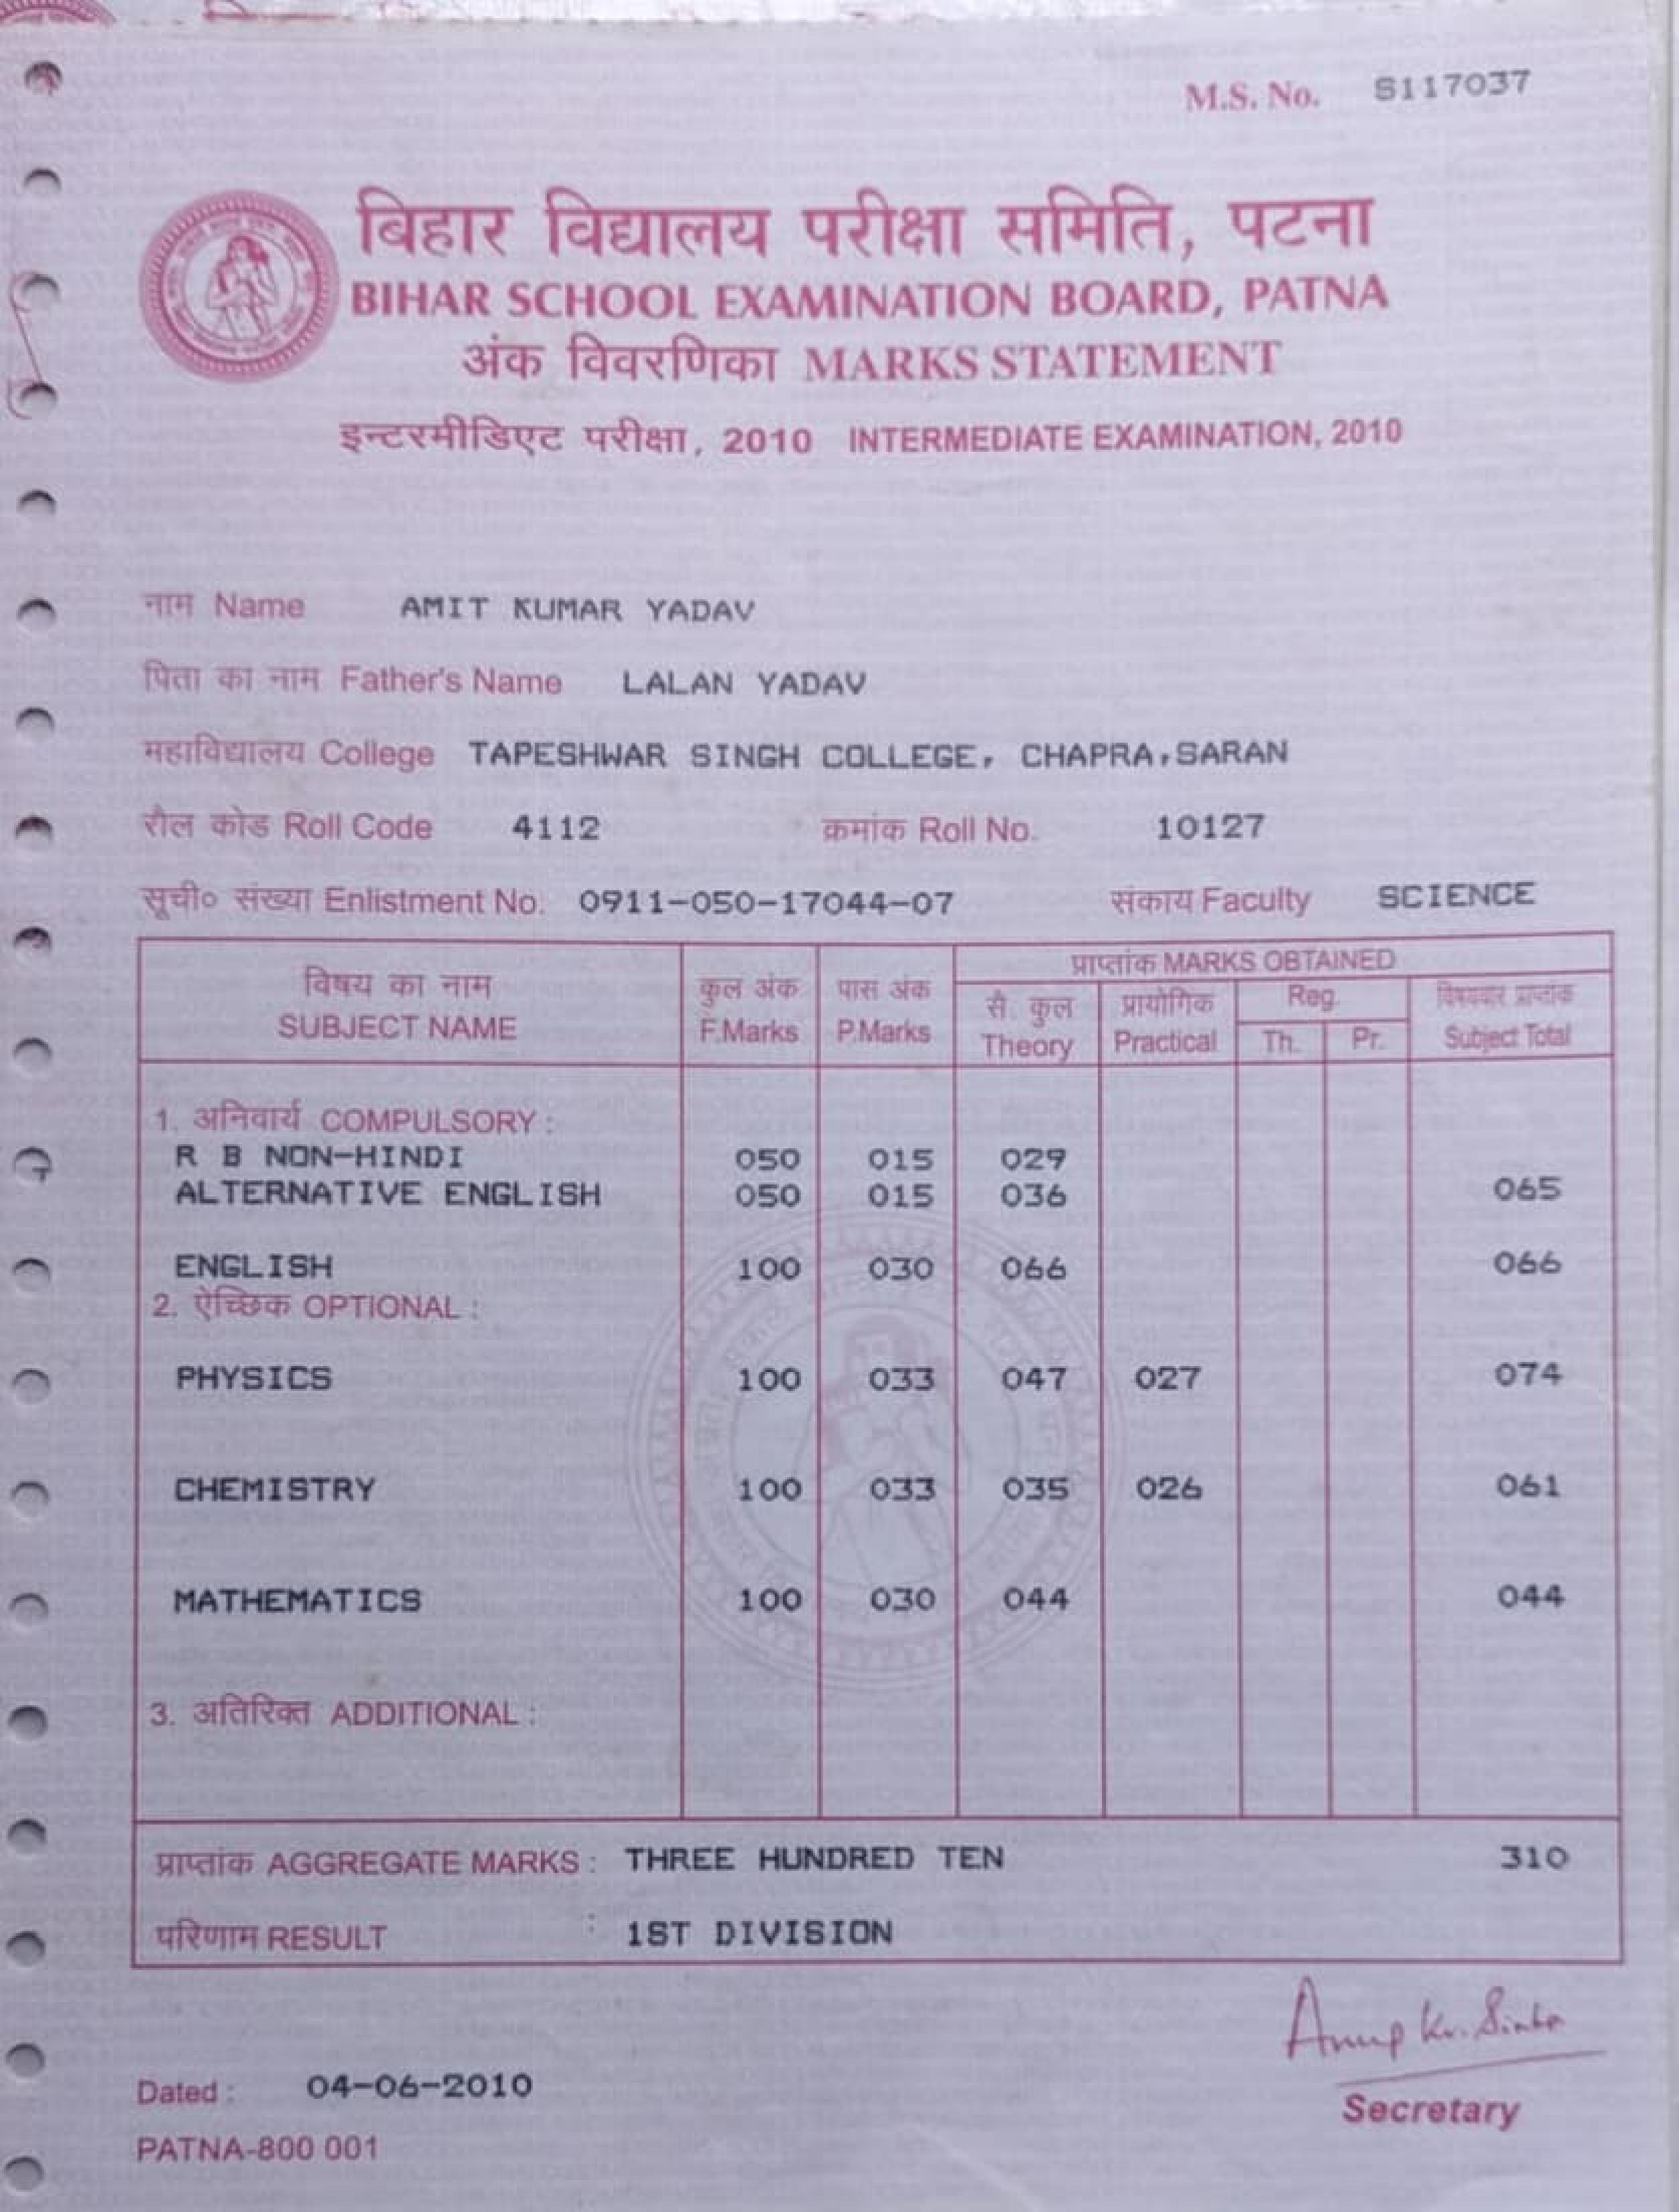 M.S. No. S117037
बिहार विद्यालय परीक्षा समिति, पटना
BIHAR SCHOOL EXAMINATION BOARD, PATNA
अंक विवरणिका MARKS STATEMENT
इन्टरमीडिएट परीक्षा, 2010 INTERMEDIATE EXAMINATION, 2010
नाम Name AMIT KUMAR YADAV
पिता का नाम Father's Name LALAN YADAV
महाविद्यालय College TAPESHWAR SINGH COLLEGE, CHAPRA,SARAN
रौल कोड Roll Code 4112 क्रमांक Roll No. 10127
सूची० संख्या Enlistment No. 0911-050-17044-07 संकाय Faculty SCIENCE
प्राप्तांक MARKS OBTAINED
विषय का नाम कुल अंक पास अंक सै. कुल प्रायोगिक Reg. विषयवार प्राप्तांक
SUBJECT NAME F.Marks P.Marks Theory Practical Th. Pr. Subject Total
1. अनिवार्य COMPULSORY :
R B NON-HINDI 050 015 029
ALTERNATIVE ENGLISH 050 015 036 065
ENGLISH 100 030 066 066
2. ऐच्छिक OPTIONAL :
PHYSICS 100 033 047 027 074
CHEMISTRY 100 033 035 026 061
MATHEMATICS 100 030 044 044
3. अतिरिक्त ADDITIONAL :
प्राप्तांक AGGREGATE MARKS : THREE HUNDRED TEN 310
परिणाम RESULT : 1ST DIVISION
Anup Kr. Sinha
Dated : 04-06-2010
Secretary
PATNA-800 001